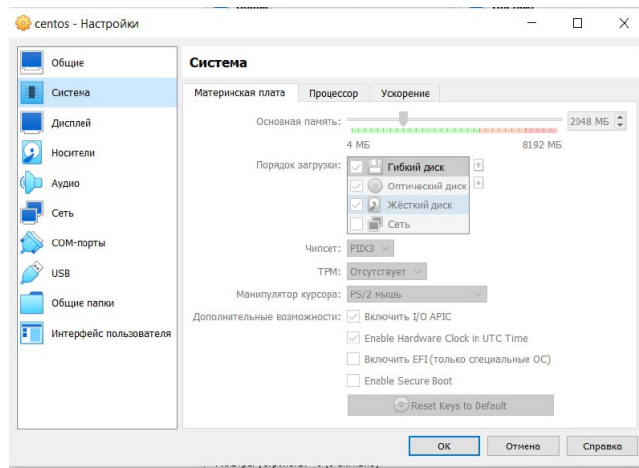 centos - Настройки
Общие
Система
Дисплей
Носители
Аудио
Сеть
COM-порты
USB
Общие папки
Интерфейс пользователя
Система
Материнская плата Процессор Ускорение
Основная память: 2048 МБ
4 МБ 8192 МБ
Порядок загрузки: Гибкий диск
Оптический диск
Жёсткий диск
Сеть
Чипсет: PIIX3
TPM: Отсутствует
Манипулятор курсора: PS/2 мышь
Дополнительные возможности: Включить I/O APIC
Enable Hardware Clock in UTC Time
Включить EFI (только специальные ОС)
Enable Secure Boot
Reset Keys to Default
ОК Отмена Справка